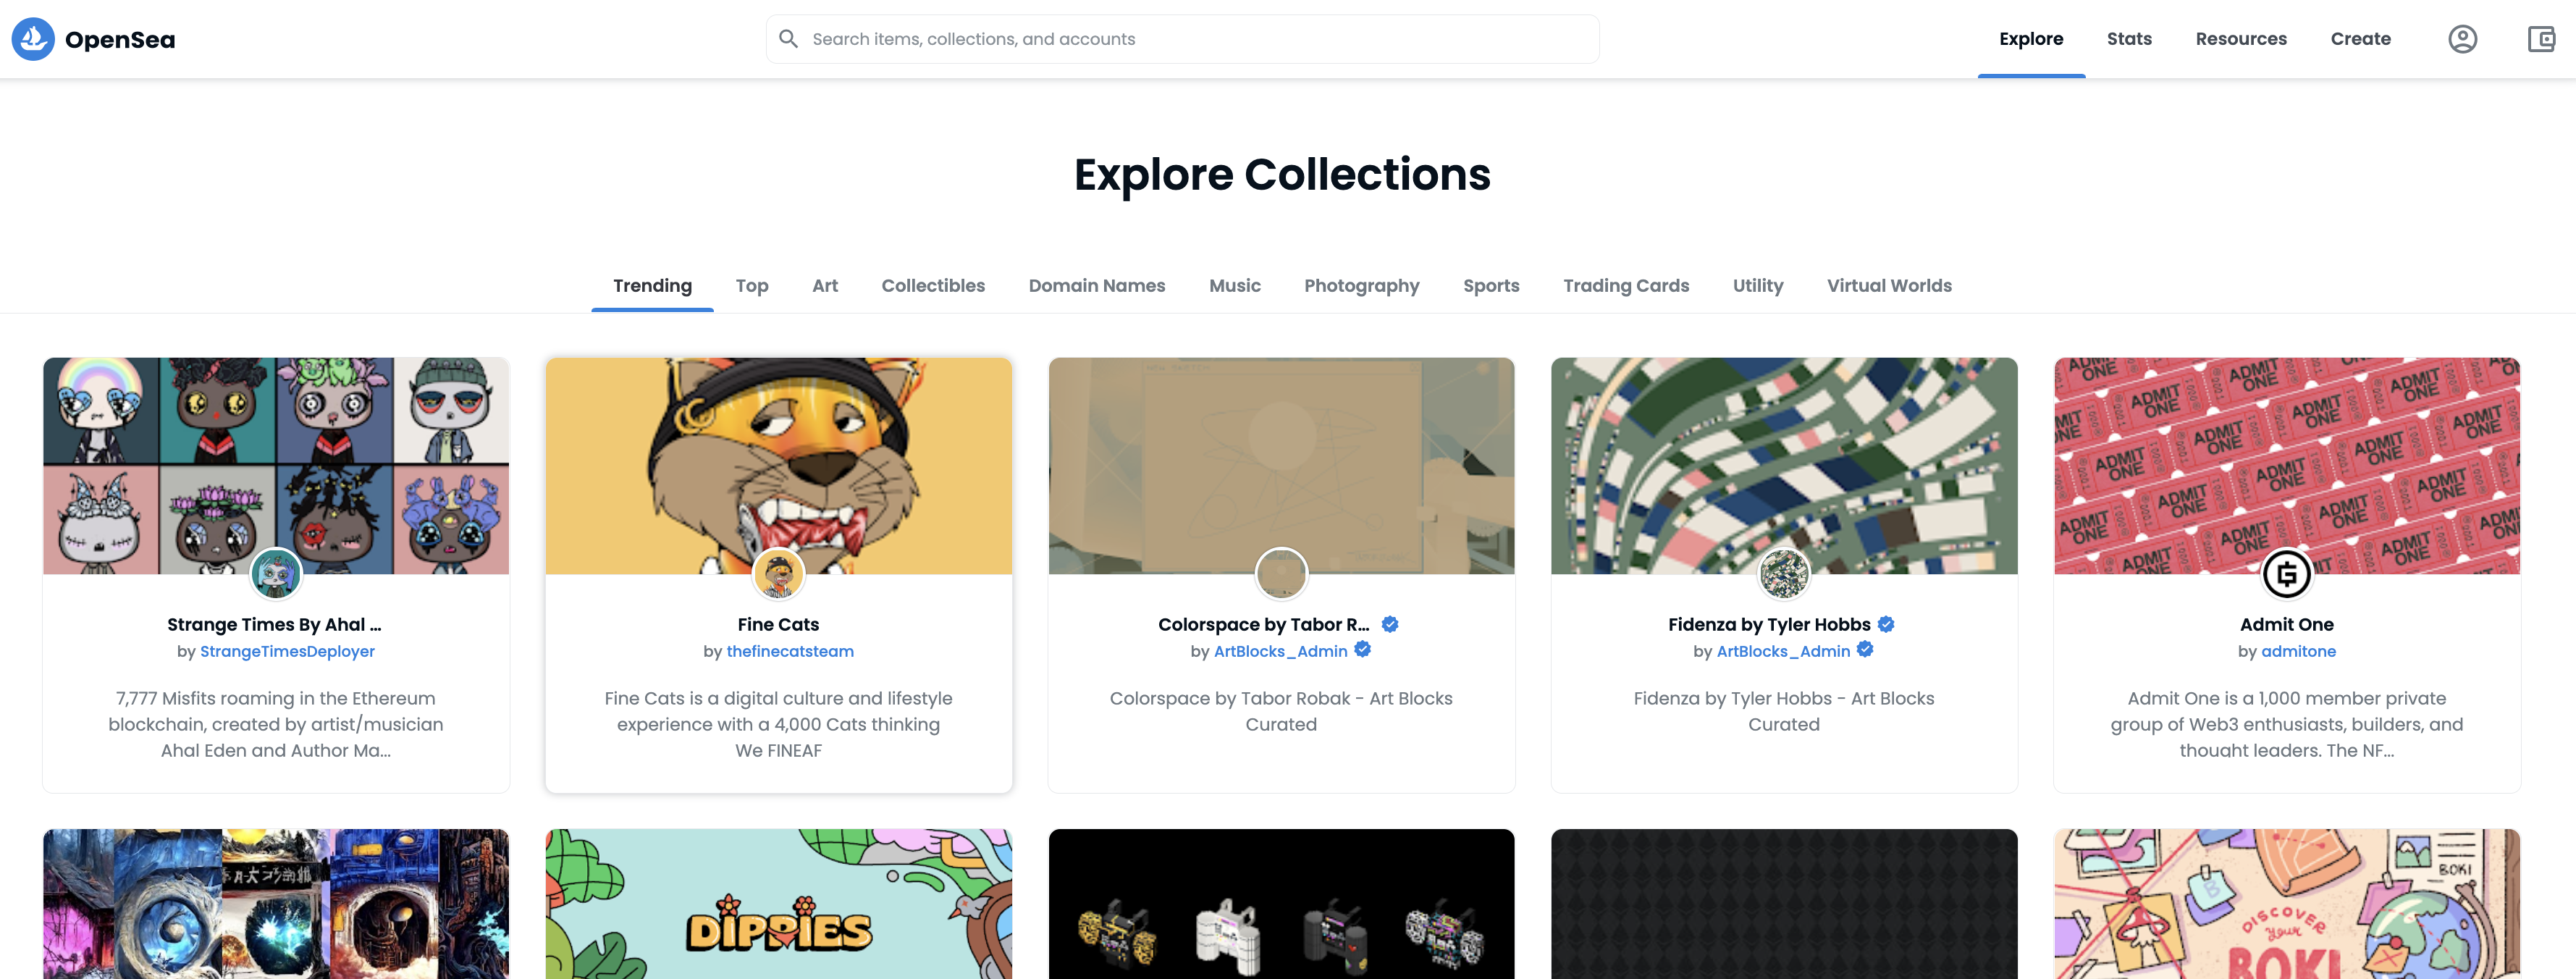 OpenSea
Search items, collections, and accounts
Explore
Stats
Resources
Create
Explore Collections
Trending
Top
Art
Collectibles
Domain Names
Music
Photography
Sports
Trading Cards
Utility
Virtual Worlds
Strange Times By Ahal ...
by StrangeTimesDeployer
7,777 Misfits roaming in the Ethereum
blockchain, created by artist/musician
Ahal Eden and Author Ma...
Fine Cats
by thefinecatsteam
Fine Cats is a digital culture and lifestyle
experience with a 4,000 Cats thinking
We FINEAF
Colorspace by Tabor R...
by ArtBlocks_Admin
Colorspace by Tabor Robak - Art Blocks
Curated
Fidenza by Tyler Hobbs
by ArtBlocks_Admin
Fidenza by Tyler Hobbs - Art Blocks
Curated
ADMIT
ONE
Admit One
by admitone
Admit One is a 1,000 member private
group of Web3 enthusiasts, builders, and
thought leaders. The NF...
DIPPIES
BOKI
DISCOVER
your
BOKI